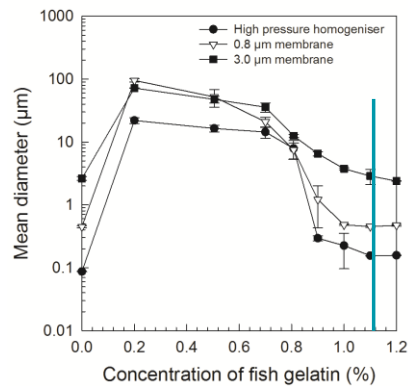 High pressure homogeniser
0.8 µm membrane
3.0 µm membrane
1000
100
10
1
0.1
0.01
Mean diameter (µm)
0.0 0.2 0.4 0.6 0.8 1.0 1.2
Concentration of fish gelatin (%)